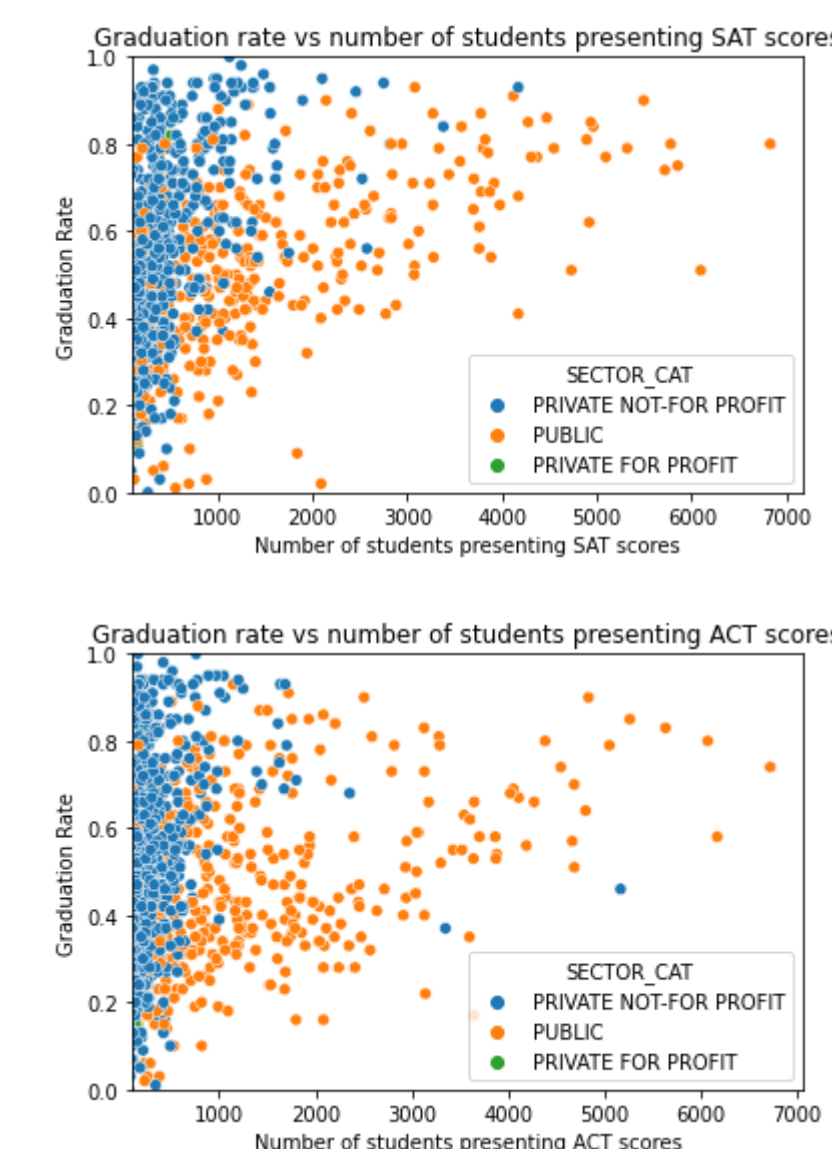 Graduation rate vs number of students presenting SAT scores
1.0
0.8
0.6
0.4
0.2
0.0
Graduation Rate
SECTOR_CAT
PRIVATE NOT-FOR PROFIT
PUBLIC
PRIVATE FOR PROFIT
1000 2000 3000 4000 5000 6000 7000
Number of students presenting SAT scores
Graduation rate vs number of students presenting ACT scores
1.0
0.8
0.6
0.4
0.2
0.0
Graduation Rate
SECTOR_CAT
PRIVATE NOT-FOR PROFIT
PUBLIC
PRIVATE FOR PROFIT
1000 2000 3000 4000 5000 6000 7000
Number of students presenting ACT scores